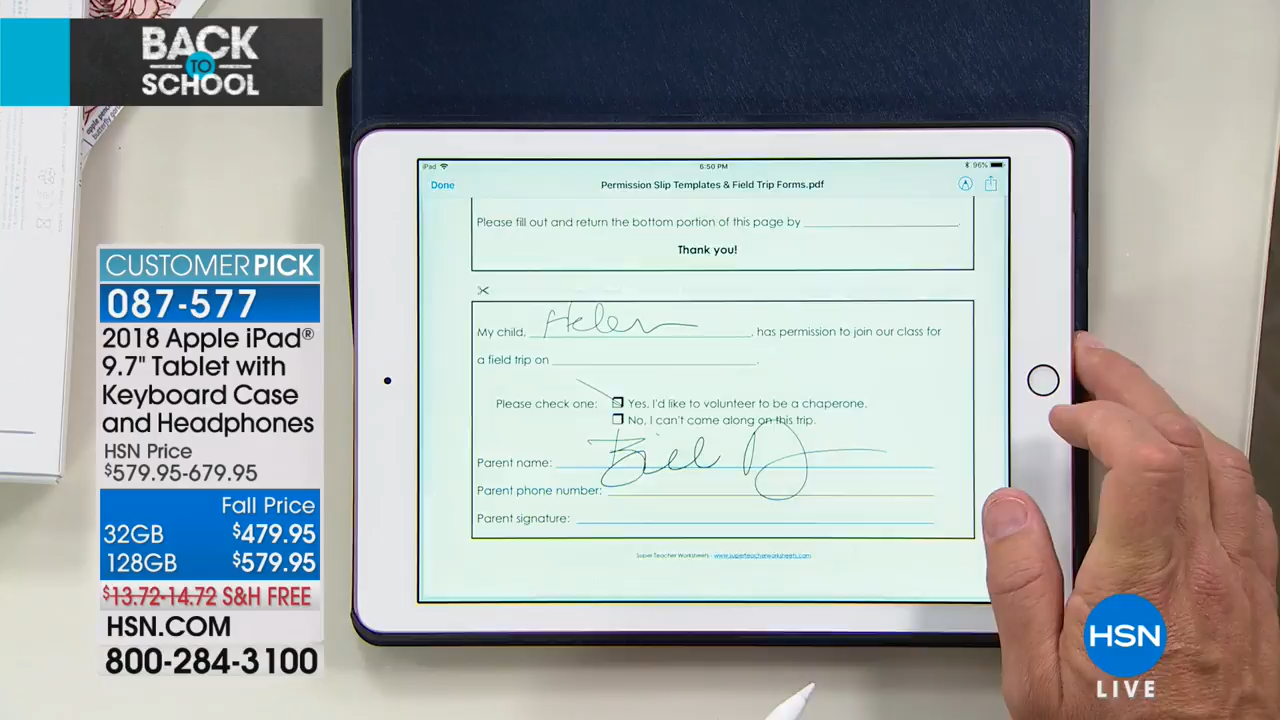 BACK
TO
SCHOOL
CUSTOMER PICK
087-577
2018 Apple iPad®
9.7" Tablet with
Keyboard Case
and Headphones
HSN Price
$579.95-679.95
Fall Price
32GB $479.95
128GB $579.95
$13.72-14.72 S&H FREE
HSN.COM
800-284-3100
apple pencil
iPad 6:50 PM 96%
Done Permission Slip Templates & Field Trip Forms.pdf
Please fill out and return the bottom portion of this page by
Thank you!
My child, Helen, has permission to join our class for
a field trip on .
Please check one: Yes, I'd like to volunteer to be a chaperone.
No, I can't come along on this trip.
Parent name: Bill
Parent phone number:
Parent signature:
Super Teacher Worksheets - www.superteacherworksheets.com
HSN
LIVE